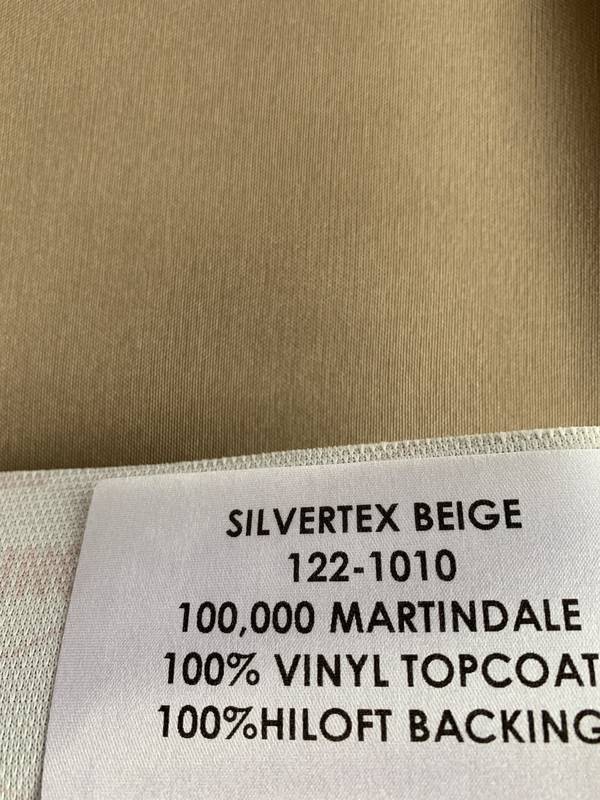 SILVERTEX BEIGE
122-1010
100,000 MARTINDALE
100% VINYL TOPCOAT
100%HILOFT BACKING